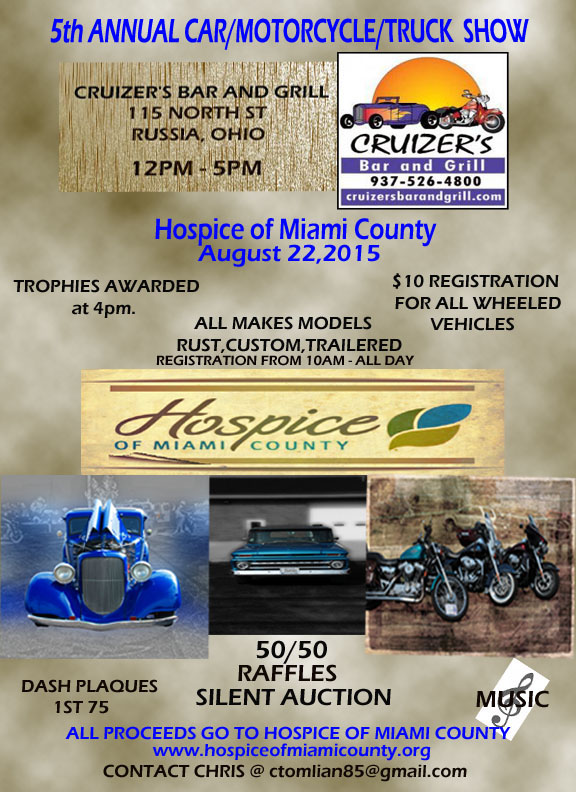 5th ANNUAL CAR/MOTORCYCLE/TRUCK SHOW
CRUIZER'S BAR AND GRILL
115 NORTH ST
RUSSIA, OHIO
12PM - 5PM
CRUIZER'S
Bar and Grill
937-526-4800
cruizersbarandgrill.com
Hospice of Miami County
August 22,2015
TROPHIES AWARDED
at 4pm.
$10 REGISTRATION
FOR ALL WHEELED
VEHICLES
ALL MAKES MODELS
RUST,CUSTOM,TRAILERED
REGISTRATION FROM 10AM - ALL DAY
Hospice
OF MIAMI COUNTY
50/50
RAFFLES
SILENT AUCTION
DASH PLAQUES
1ST 75
MUSIC
ALL PROCEEDS GO TO HOSPICE OF MIAMI COUNTY
www.hospiceofmiamicounty.org
CONTACT CHRIS @ ctomlian85@gmail.com